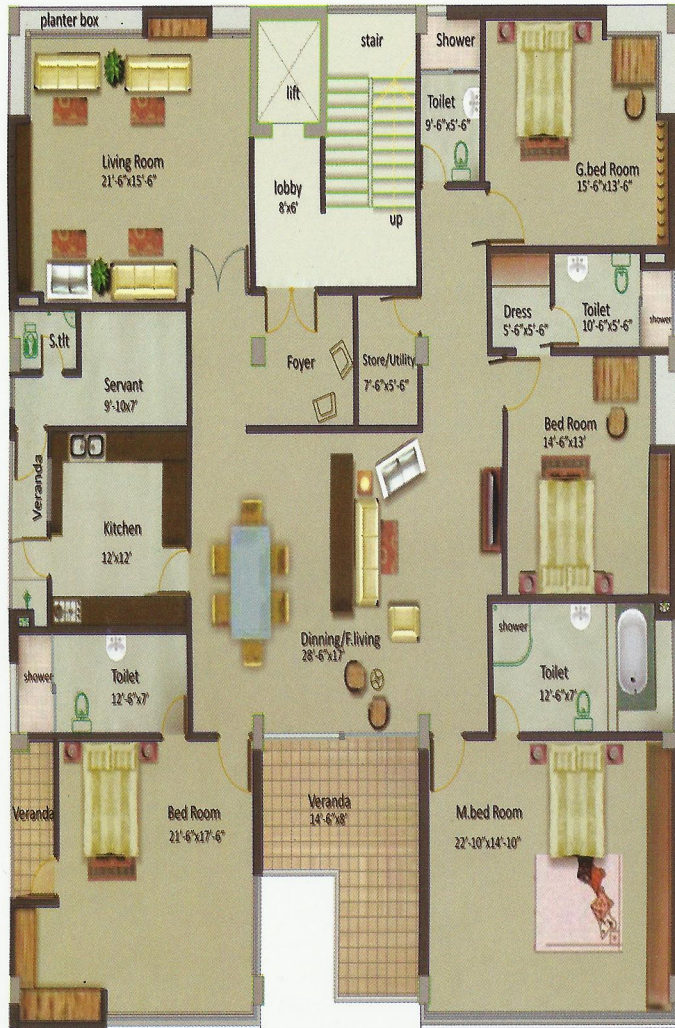 planter box
stair
Shower
lift
Toilet
9'-6"x5'-6"
Living Room
21'-6"x15'-6"
G.bed Room
15'-6"x13'-6"
lobby
8'x6'
up
Dress
5'-6"x5'-6"
Toilet
10'-6"x5'-6"
shower
S.tlt
Foyer
Store/Utility
7'-6"x5'-6"
Servant
9'-10x7'
Bed Room
14'-6"x13'
Veranda
Kitchen
12'x12'
Dinning/F.living
28'-6"x17'
shower
shower
Toilet
12'-6"x7'
Toilet
12'-6"x7'
Veranda
Bed Room
21'-6"x17'-6"
Veranda
14'-6"x8'
M.bed Room
22'-10"x14'-10"